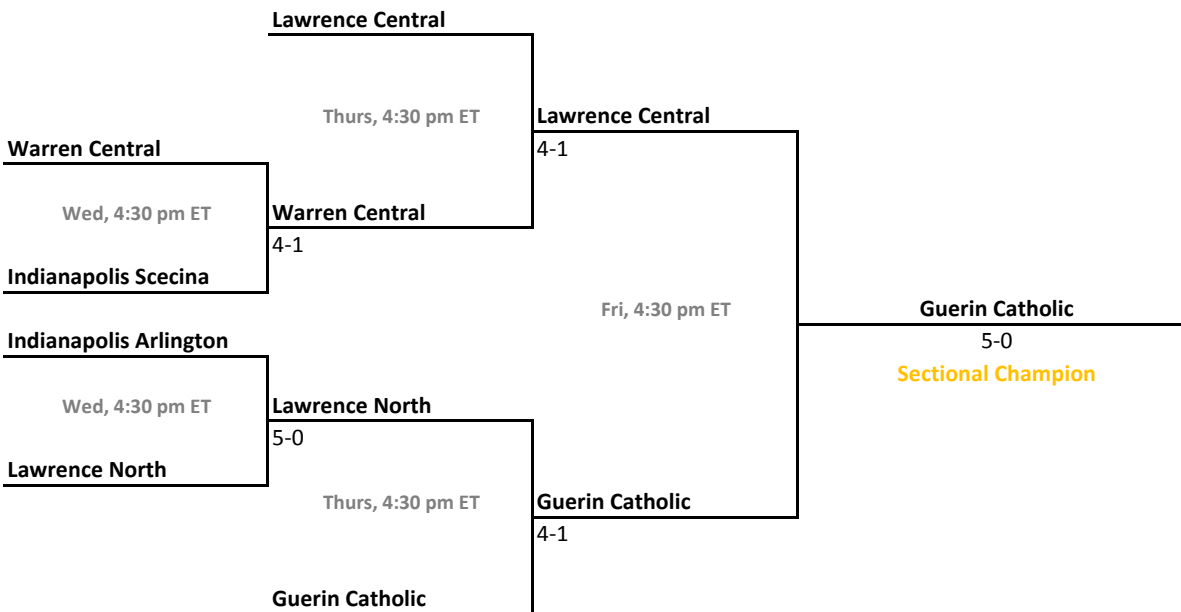 Lawrence Central
Thurs, 4:30 pm ET
Lawrence Central
4-1
Warren Central
Wed, 4:30 pm ET
Warren Central
4-1
Indianapolis Scecina
Fri, 4:30 pm ET
Guerin Catholic
5-0
Sectional Champion
Indianapolis Arlington
Wed, 4:30 pm ET
Lawrence North
5-0
Lawrence North
Thurs, 4:30 pm ET
Guerin Catholic
4-1
Guerin Catholic